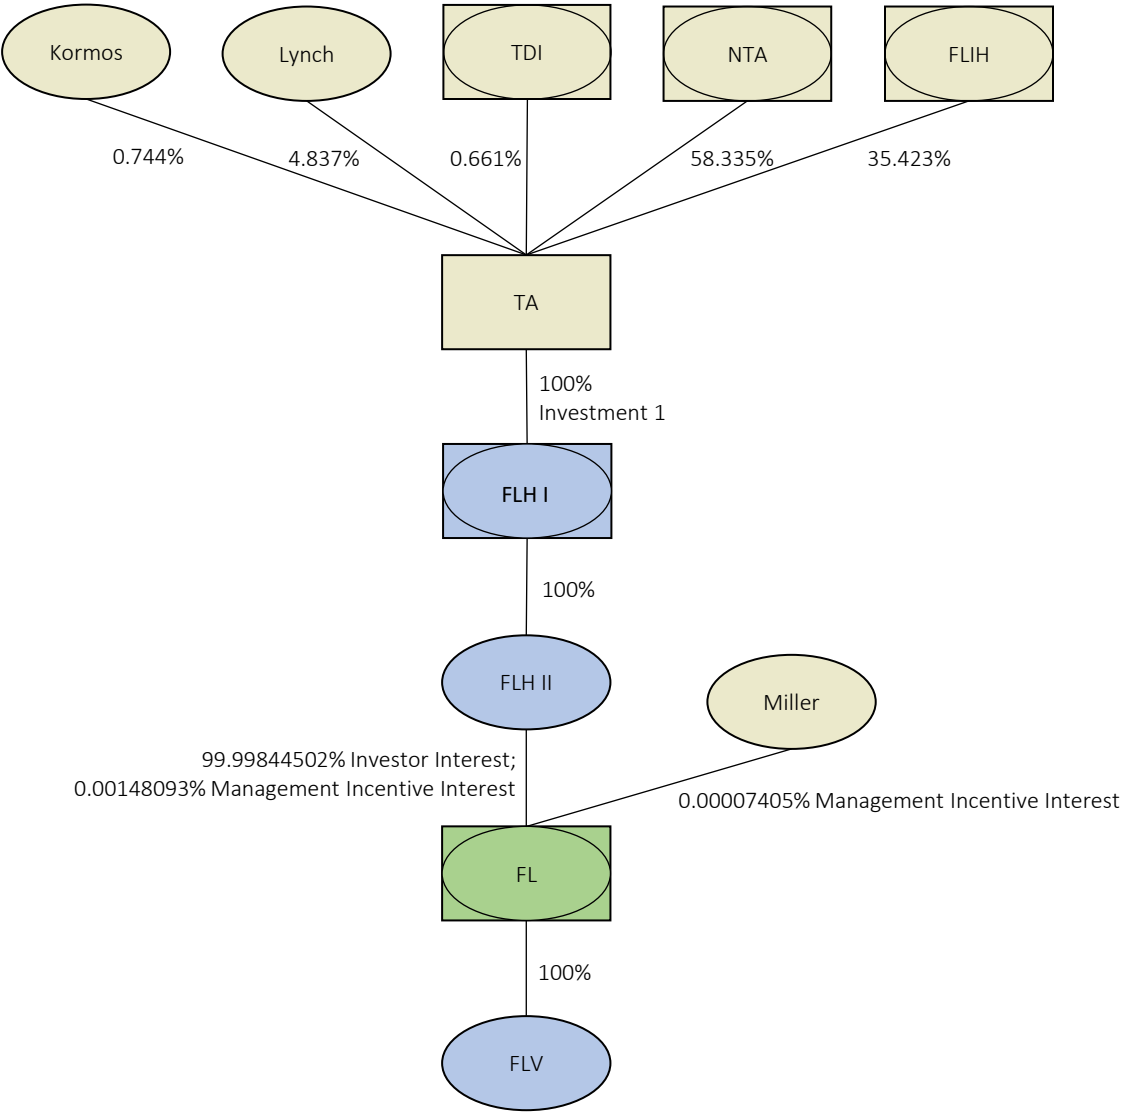 Kormos
Lynch
TDI
NTA
FLIH
0.744%
4.837%
0.661%
58.335%
35.423%
TA
100%
Investment 1
FLH I
100%
FLH II
Miller
99.99844502% Investor Interest;
0.00148093% Management Incentive Interest
0.00007405% Management Incentive Interest
FL
100%
FLV